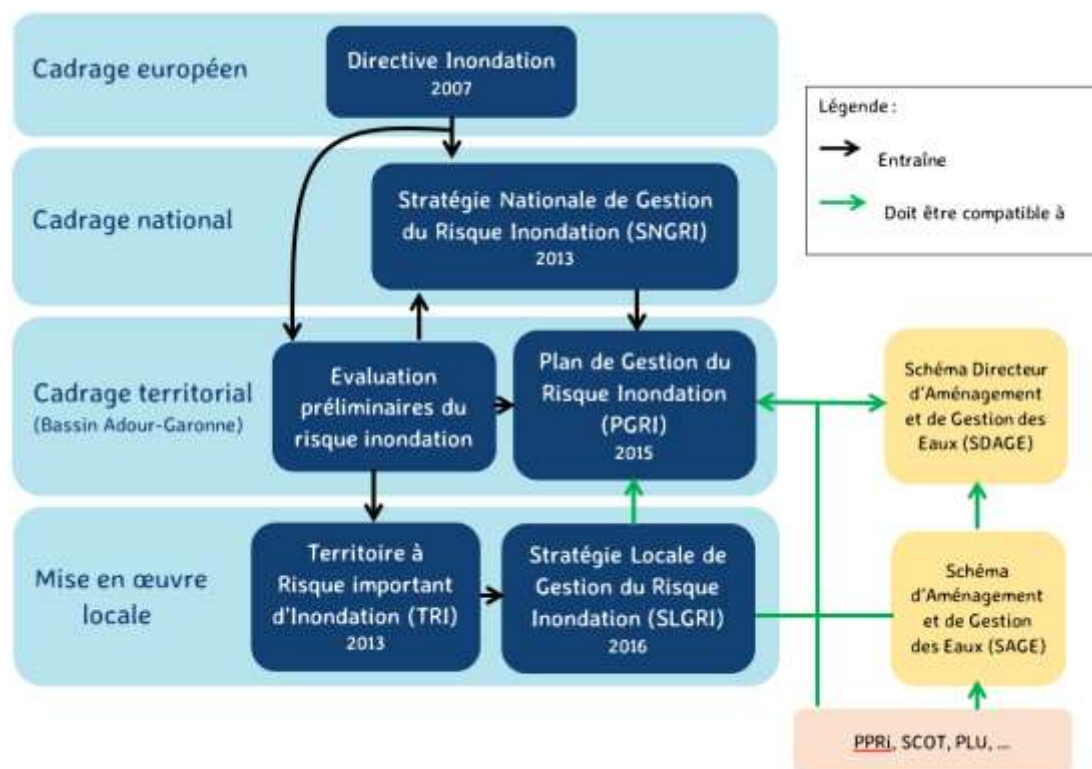 Cadrage européen
Directive Inondation
2007
Légende :
Entraîne
Doit être compatible à
Cadrage national
Stratégie Nationale de Gestion
du Risque Inondation (SNGRI)
2013
Cadrage territorial
(Bassin Adour-Garonne)
Evaluation
préliminaires du
risque inondation
Plan de Gestion du
Risque Inondation
(PGRI)
2015
Schéma Directeur
d'Aménagement
et de Gestion des
Eaux (SDAGE)
Mise en œuvre
locale
Territoire à
Risque important
d'Inondation (TRI)
2013
Stratégie Locale de
Gestion du Risque
Inondation (SLGRI)
2016
Schéma
d'Aménagement
et de Gestion
des Eaux (SAGE)
PPRi, SCOT, PLU, ...